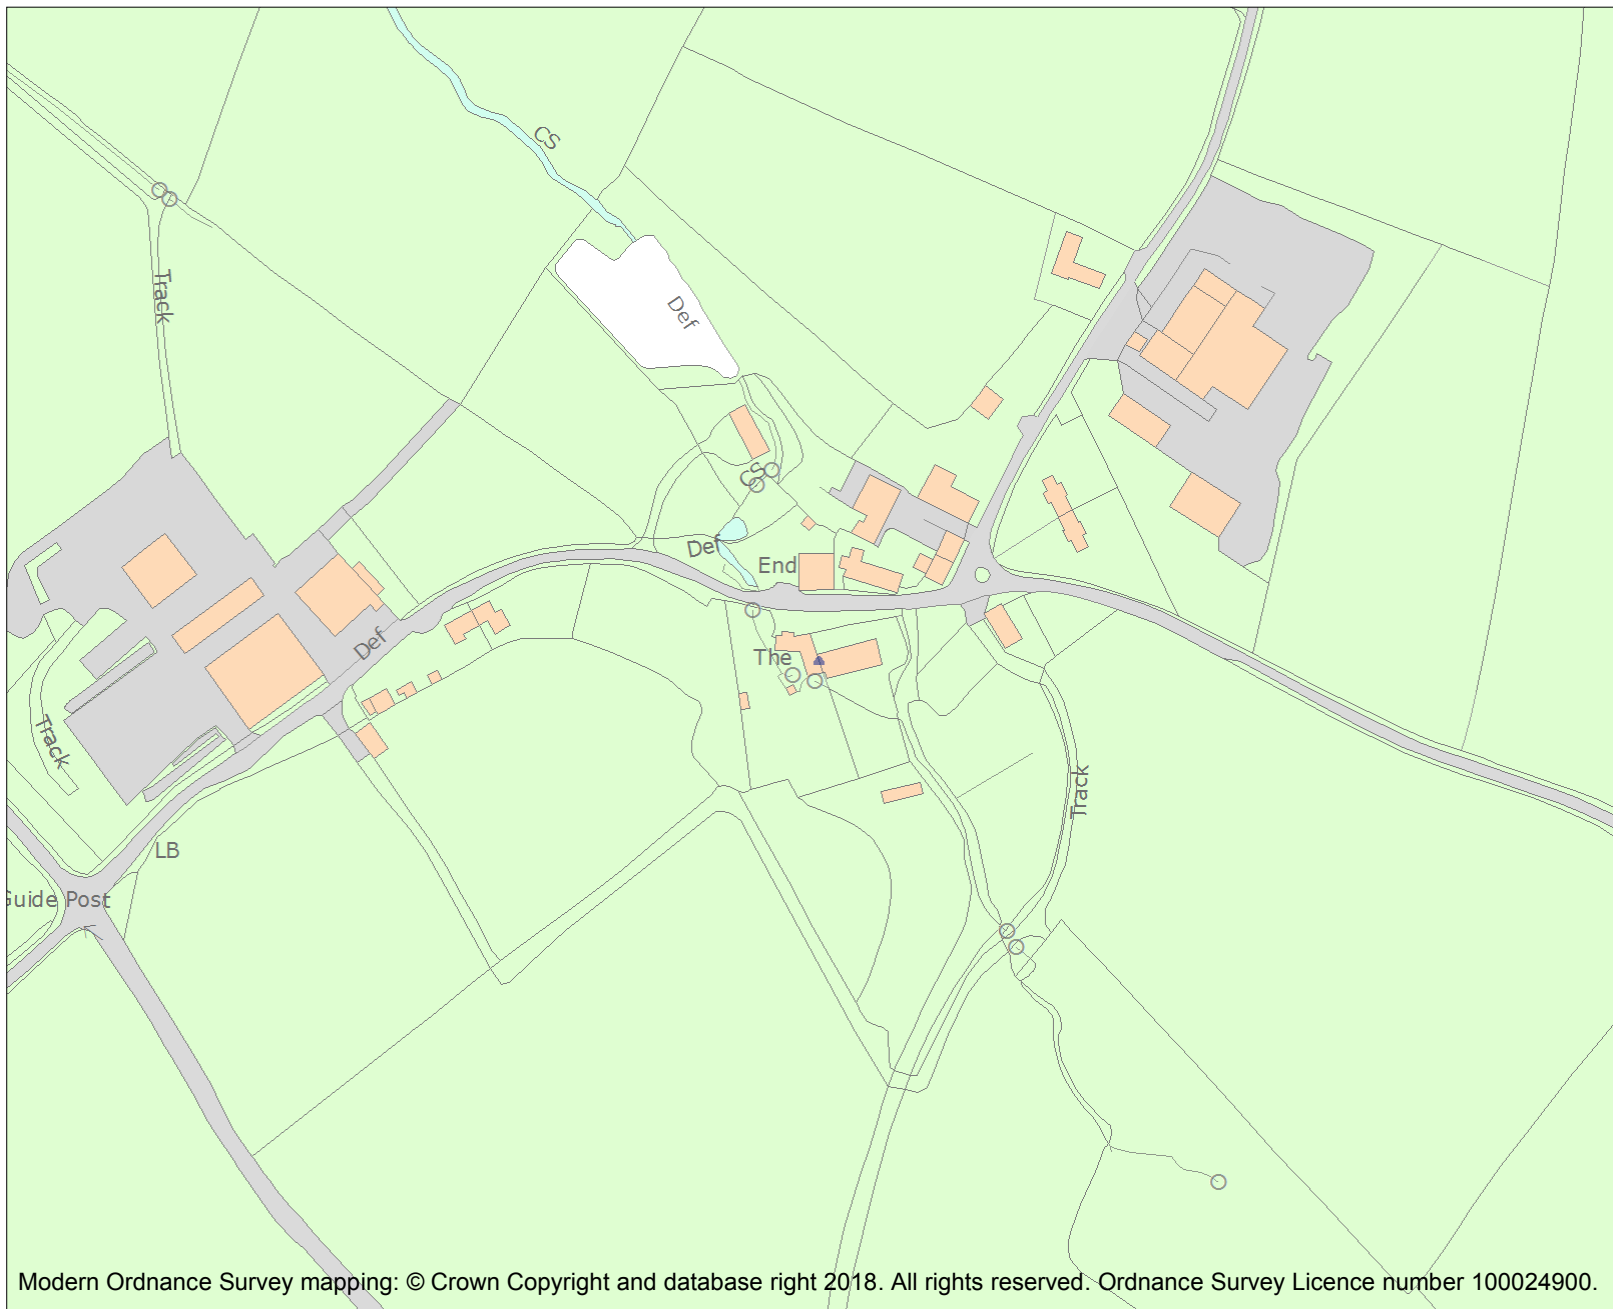 CS
Track
Def
CS
Def
End
Def
The
Track
Track
LB
Guide Post
Modern Ordnance Survey mapping: © Crown Copyright and database right 2018. All rights reserved. Ordnance Survey Licence number 100024900.